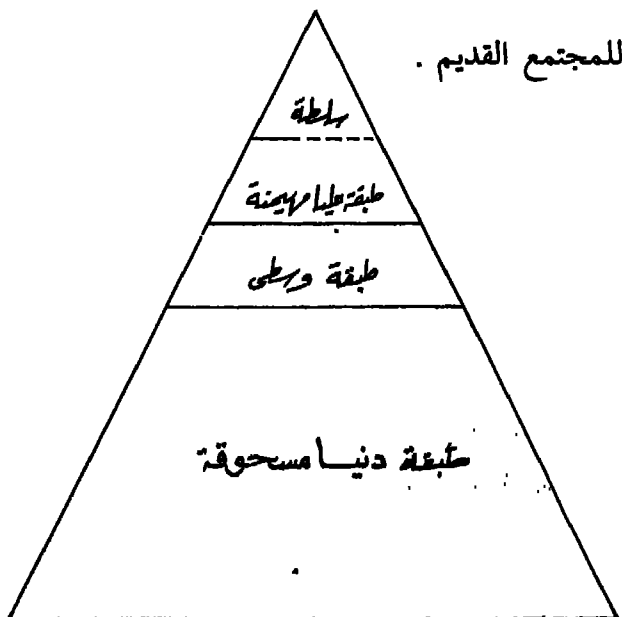 للمجتمع القديم .
سلطة
طبقة عليا مهيمنة
طبقة وسطى
طبقة دنيا مسحوقة